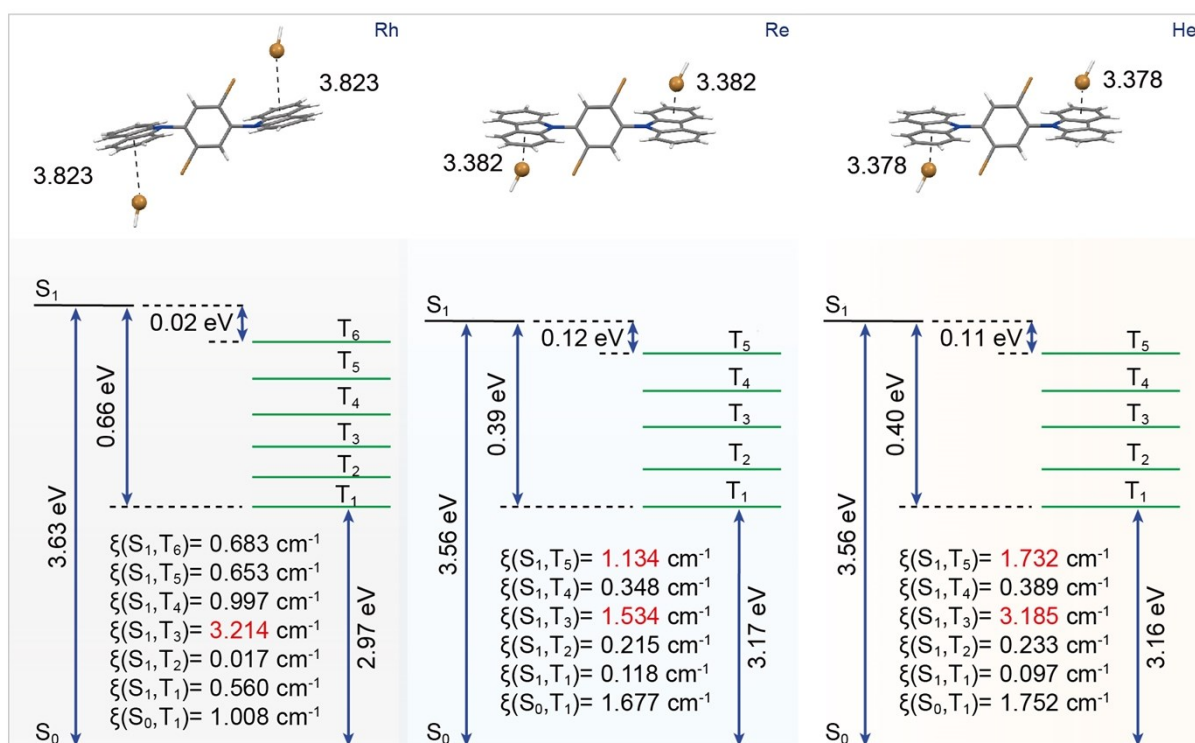 Rh
3.823
3.823
Re
3.382
3.382
He
3.378
3.378
S₁
0.02 eV
T₆
T₅
T₄
T₃
T₂
T₁
0.66 eV
3.63 eV
2.97 eV
ξ(S₁,T₆)= 0.683 cm⁻¹
ξ(S₁,T₅)= 0.653 cm⁻¹
ξ(S₁,T₄)= 0.997 cm⁻¹
ξ(S₁,T₃)= 3.214 cm⁻¹
ξ(S₁,T₂)= 0.017 cm⁻¹
ξ(S₁,T₁)= 0.560 cm⁻¹
ξ(S₀,T₁)= 1.008 cm⁻¹
S₀
S₁
0.12 eV
T₅
T₄
T₃
T₂
T₁
0.39 eV
3.56 eV
3.17 eV
ξ(S₁,T₅)= 1.134 cm⁻¹
ξ(S₁,T₄)= 0.348 cm⁻¹
ξ(S₁,T₃)= 1.534 cm⁻¹
ξ(S₁,T₂)= 0.215 cm⁻¹
ξ(S₁,T₁)= 0.118 cm⁻¹
ξ(S₀,T₁)= 1.677 cm⁻¹
S₁
0.11 eV
T₅
T₄
T₃
T₂
T₁
0.40 eV
3.56 eV
3.16 eV
ξ(S₁,T₅)= 1.732 cm⁻¹
ξ(S₁,T₄)= 0.389 cm⁻¹
ξ(S₁,T₃)= 3.185 cm⁻¹
ξ(S₁,T₂)= 0.233 cm⁻¹
ξ(S₁,T₁)= 0.097 cm⁻¹
ξ(S₀,T₁)= 1.752 cm⁻¹